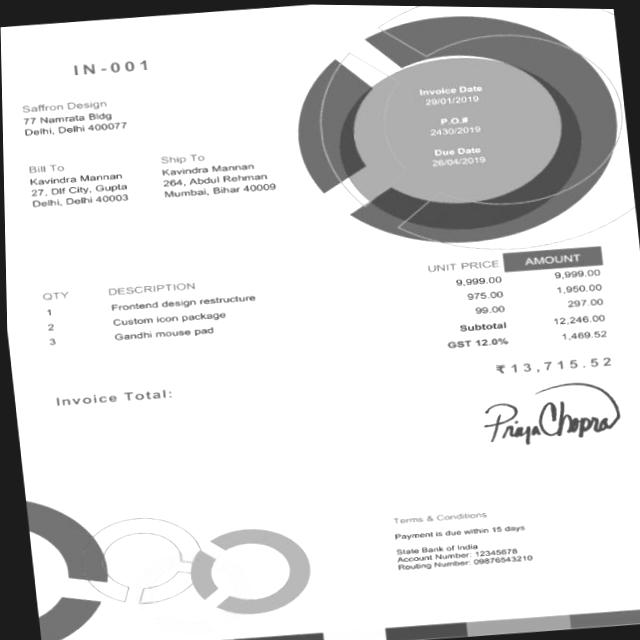 IN-001
Saffron Design
77 Namrata Bldg
Delhi, Delhi 400077
Invoice Date
29/01/2019
P.O.#
2430/2019
Due Date
26/04/2019
Bill To
Kavindra Mannan
27, Dlf City, Gupta
Delhi, Delhi 40003
Ship To
Kavindra Mannan
264, Abdul Rehman
Mumbai, Bihar 40009
QTY DESCRIPTION UNIT PRICE AMOUNT
1 Frontend design restructure 9,999.00 9,999.00
2 Custom icon package 975.00 1,950.00
3 Gandhi mouse pad 99.00 297.00
Subtotal 12,246.00
GST 12.0% 1,469.52
Invoice Total: ₹13,715.52
Priya Chopra
Terms & Conditions
Payment is due within 15 days
State Bank of India
Account Number: 12345678
Routing Number: 09876543210